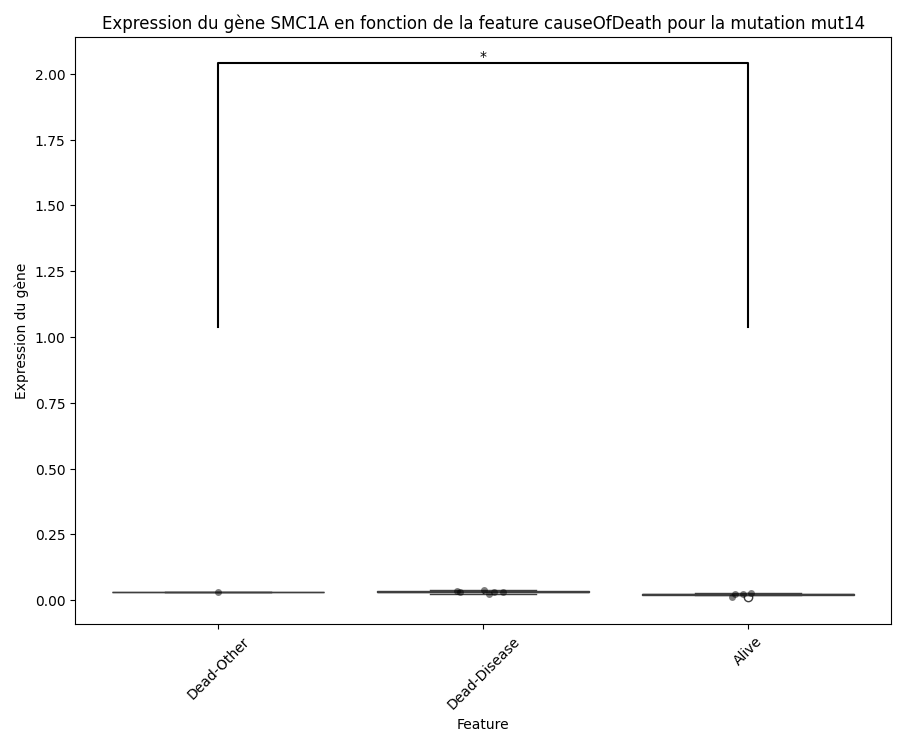 Expression du gène SMC1A en fonction de la feature causeOfDeath pour la mutation mut14
*
2.00
1.75
1.50
1.25
1.00
0.75
0.50
0.25
0.00
Expression du gène
Dead-Other
Dead-Disease
Alive
Feature